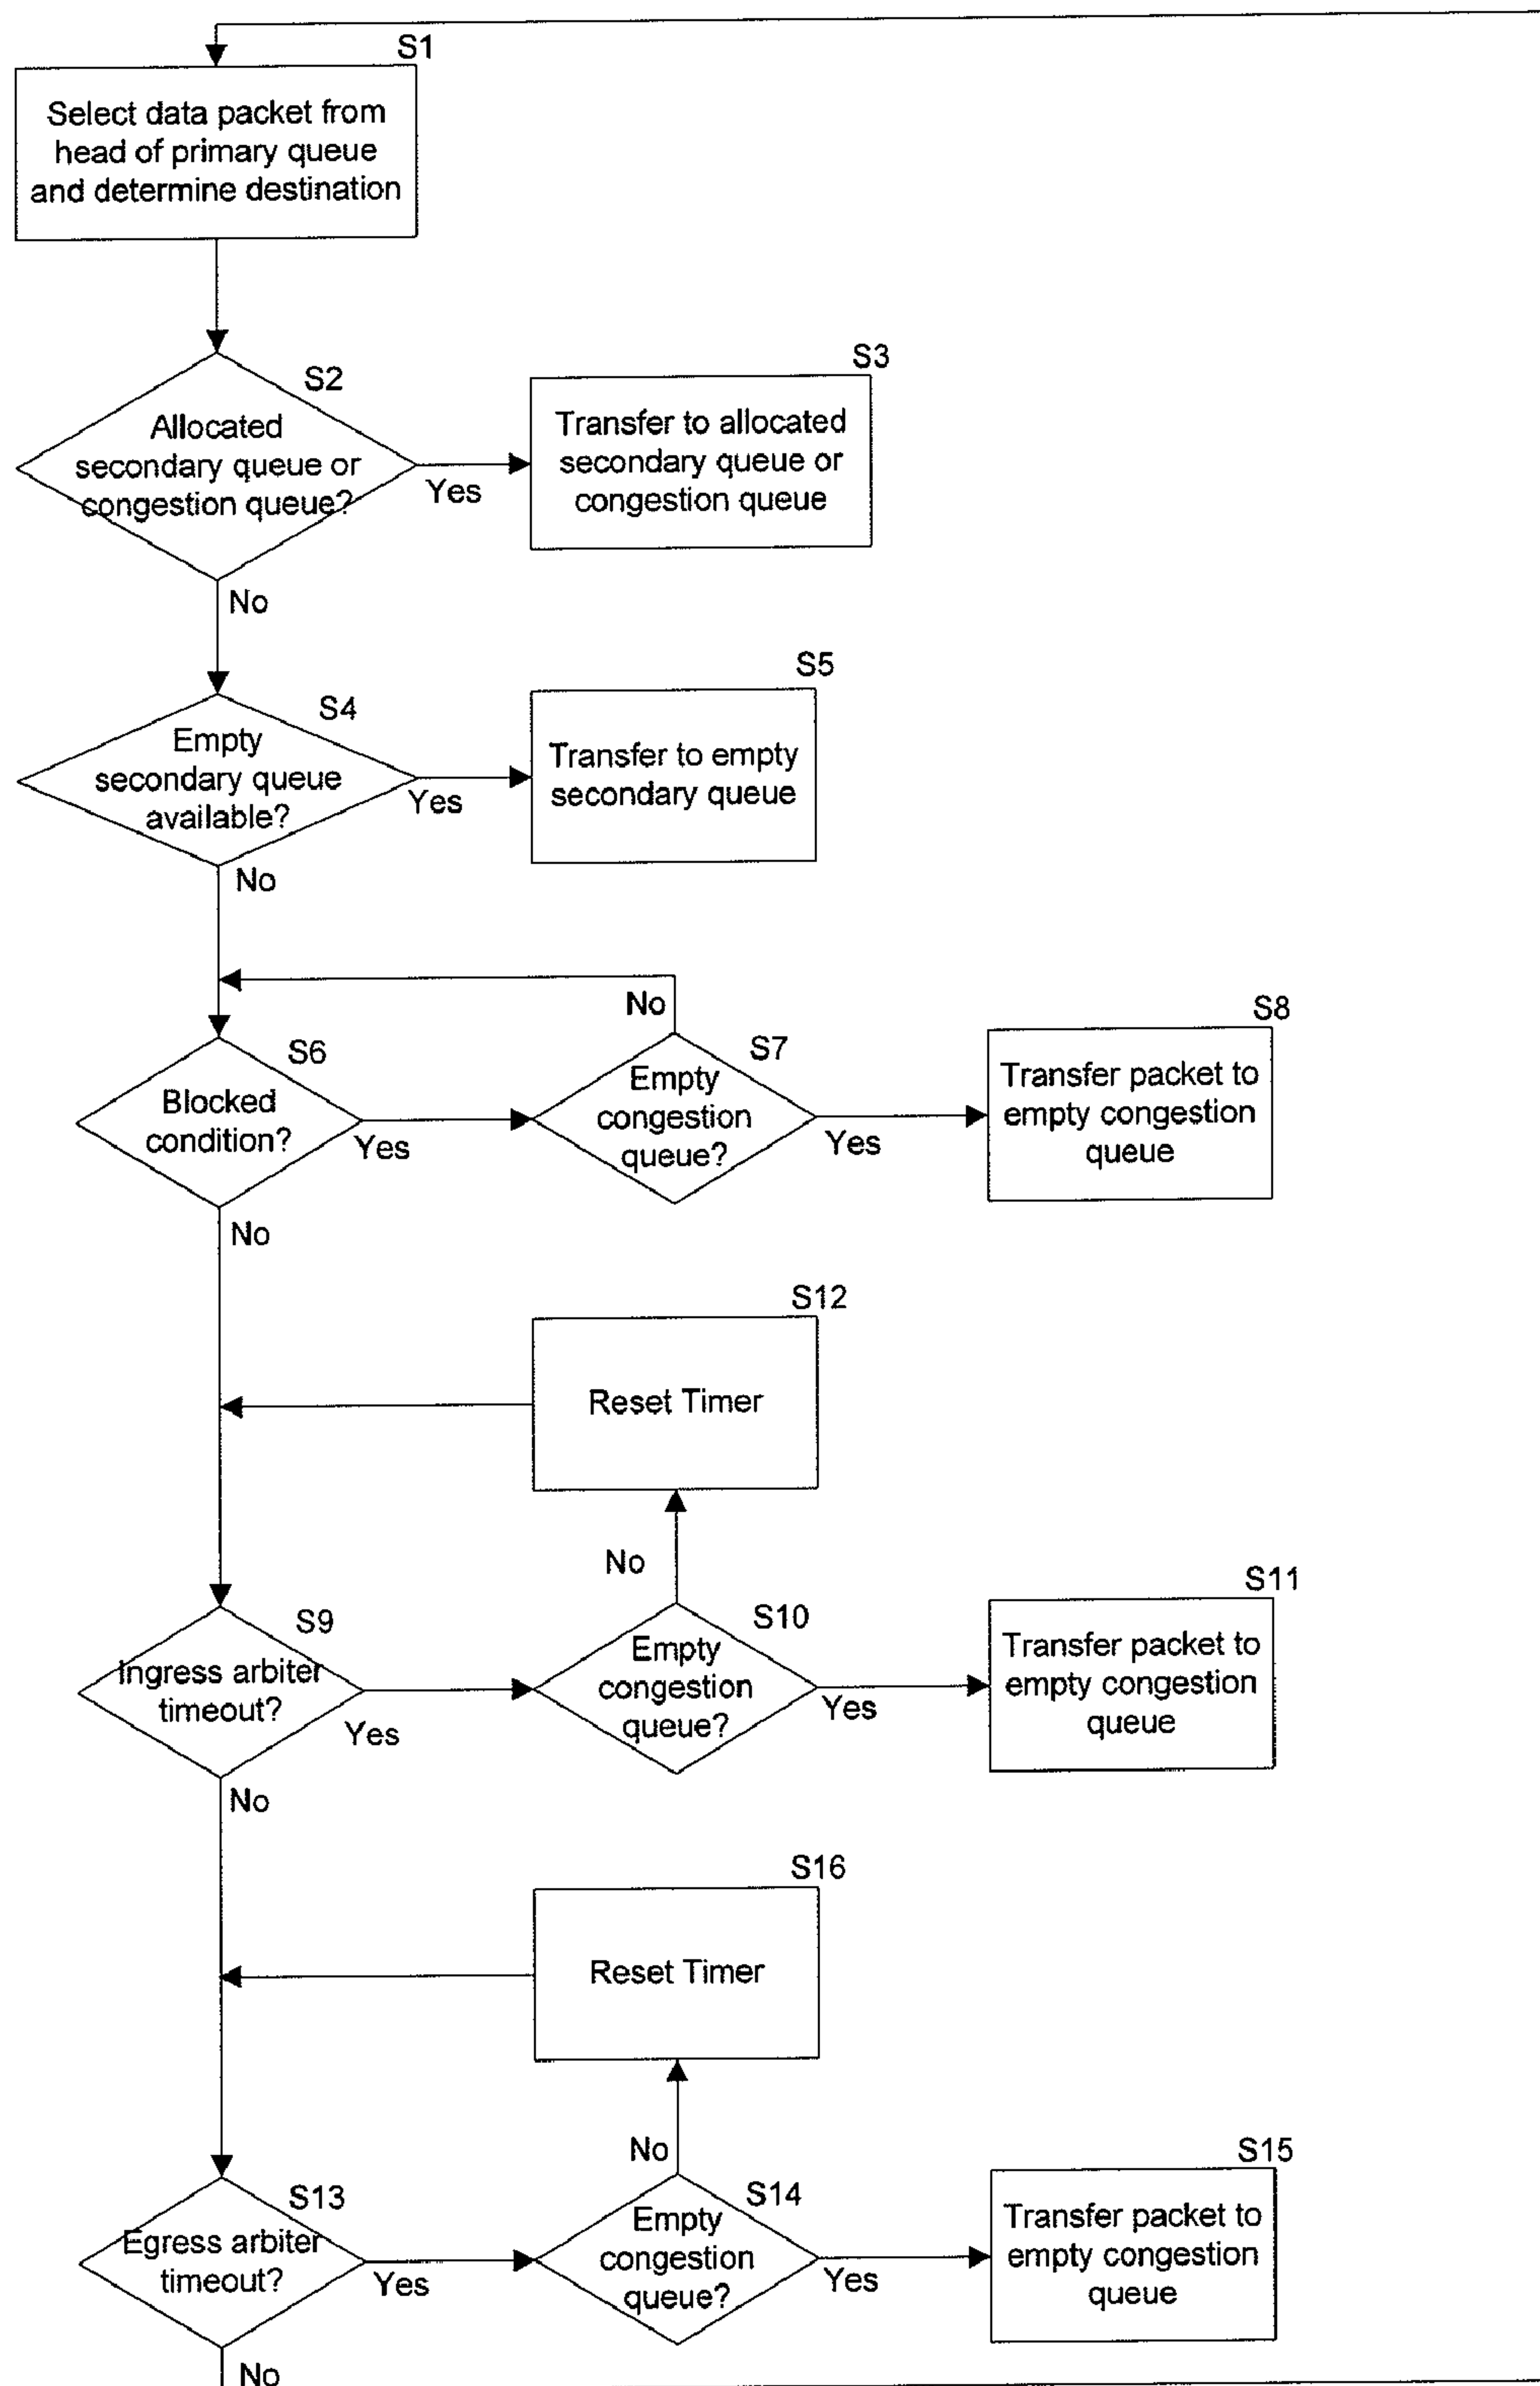 S1
Select data packet from
head of primary queue
and determine destination
S2
Allocated
secondary queue or
congestion queue?
Yes
No
S3
Transfer to allocated
secondary queue or
congestion queue
S4
Empty
secondary queue
available?
Yes
No
S5
Transfer to empty
secondary queue
S6
Blocked
condition?
Yes
No
S7
Empty
congestion
queue?
No
Yes
S8
Transfer packet to
empty congestion
queue
S12
Reset Timer
S9
Ingress arbiter
timeout?
Yes
No
S10
Empty
congestion
queue?
No
Yes
S11
Transfer packet to
empty congestion
queue
S16
Reset Timer
S13
Egress arbiter
timeout?
Yes
No
S14
Empty
congestion
queue?
No
Yes
S15
Transfer packet to
empty congestion
queue